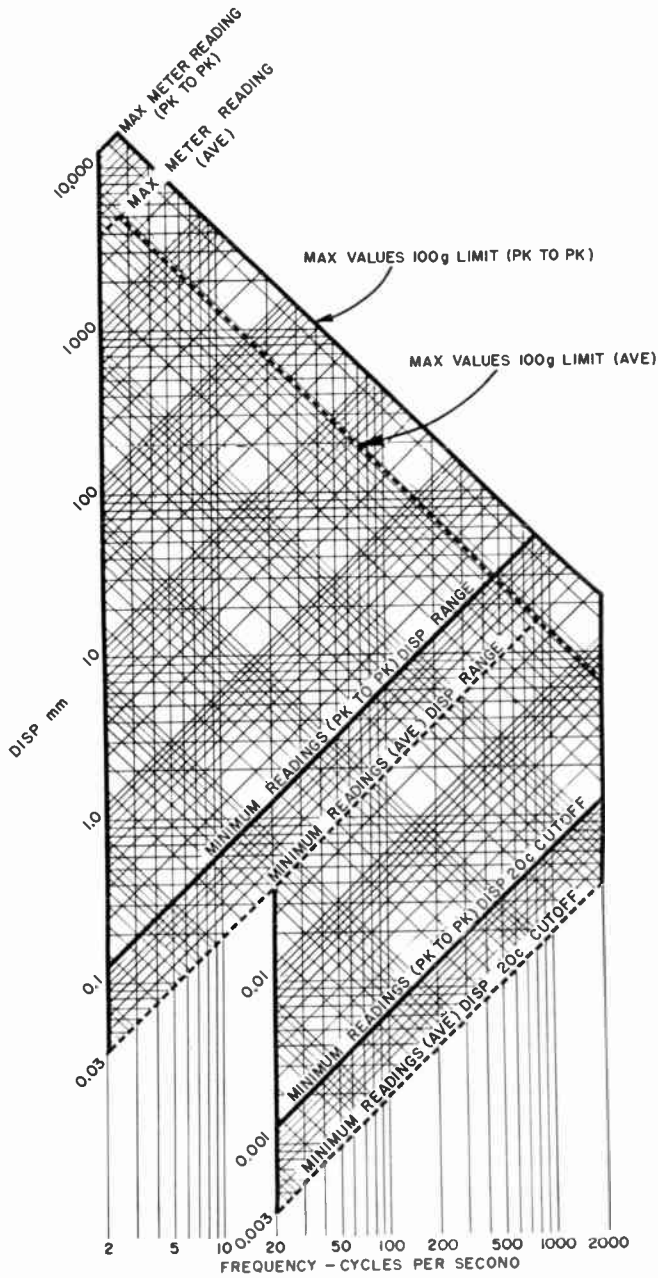 MAX METER READING
(PK TO PK)
MAX METER READING
(AVE)
10,000
MAX VALUES 100g LIMIT (PK TO PK)
1000
MAX VALUES 100g LIMIT (AVE)
100
MINIMUM READINGS (PK TO PK) DISP RANGE
10
DISP mm
MINIMUM READINGS (AVE) DISP RANGE
1.0
MINIMUM READINGS (PK TO PK) DISP 20c CUTOFF
0.1
0.01
MINIMUM READINGS (AVE) DISP 20c CUTOFF
0.03
0.001
0.003
2 5 10 20 50 100 200 500 1000 2000
FREQUENCY – CYCLES PER SECOND